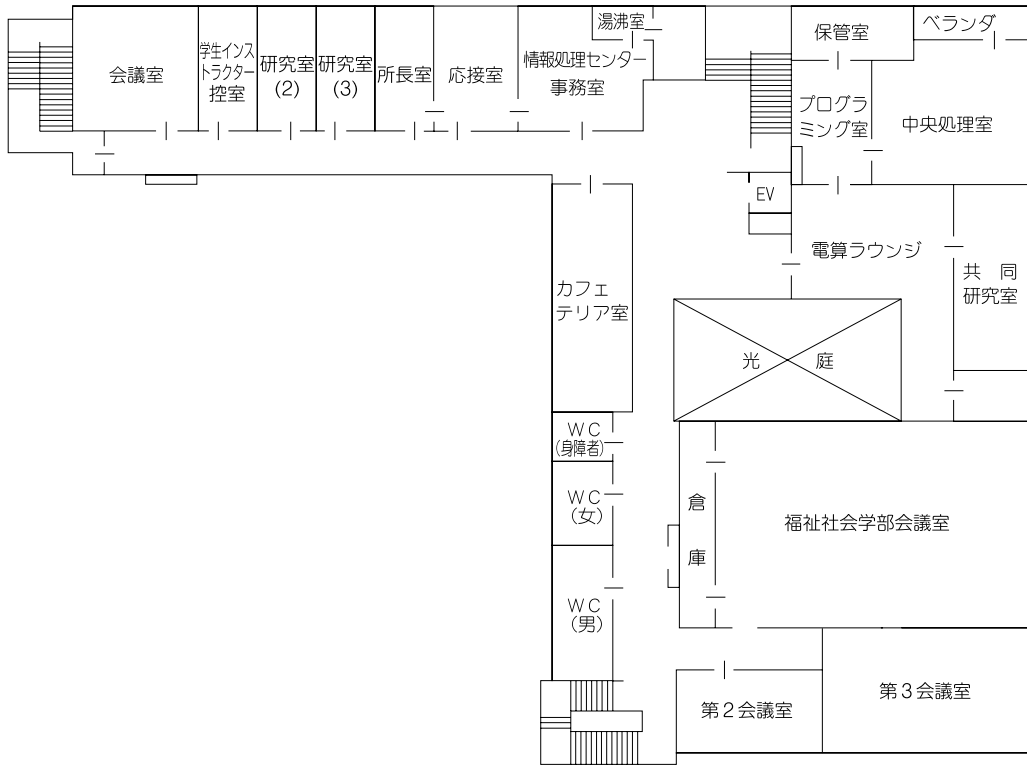 湯沸室
ベランダ
保管室
会議室
学生インス
トラクター
控室
研究室
(2)
研究室
(3)
所長室
応接室
情報処理センター
事務室
プログラ
ミング室
中央処理室
EV
電算ラウンジ
共 同
研究室
カフェ
テリア室
光 庭
WC
(身障者)
WC
(女)
WC
(男)
倉
庫
福祉社会学部会議室
第2会議室
第3会議室